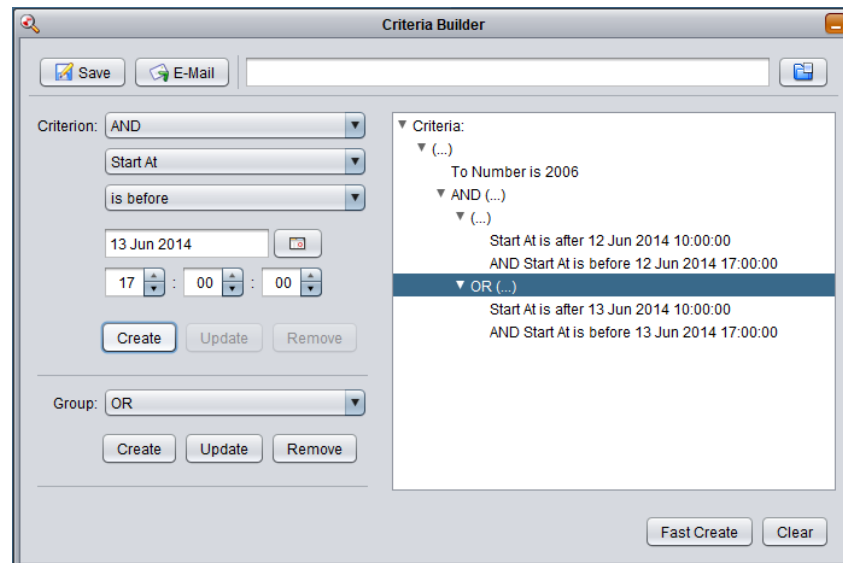 Criteria Builder
Save E-Mail
Criterion: AND
Start At
is before
13 Jun 2014
17 : 00 : 00
Create Update Remove
Group: OR
Create Update Remove
Criteria:
(...)
To Number is 2006
AND (...)
(...)
Start At is after 12 Jun 2014 10:00:00
AND Start At is before 12 Jun 2014 17:00:00
OR (...)
Start At is after 13 Jun 2014 10:00:00
AND Start At is before 13 Jun 2014 17:00:00
Fast Create Clear